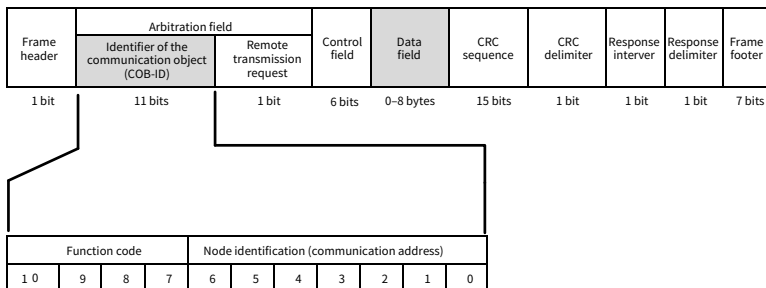 Arbitration field
Frame header
Identifier of the communication object (COB-ID)
Remote transmission request
Control field
Data field
CRC sequence
CRC delimiter
Response interver
Response delimiter
Frame footer
1 bit
11 bits
1 bit
6 bits
0–8 bytes
15 bits
1 bit
1 bit
1 bit
7 bits
Function code
Node identification (communication address)
10 9 8 7 6 5 4 3 2 1 0